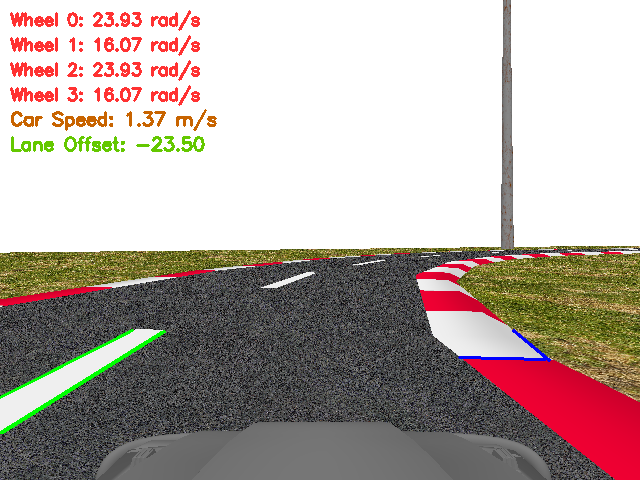 Wheel 0: 23.93 rad/s
Wheel 1: 16.07 rad/s
Wheel 2: 23.93 rad/s
Wheel 3: 16.07 rad/s
Car Speed: 1.37 m/s
Lane Offset: -23.50